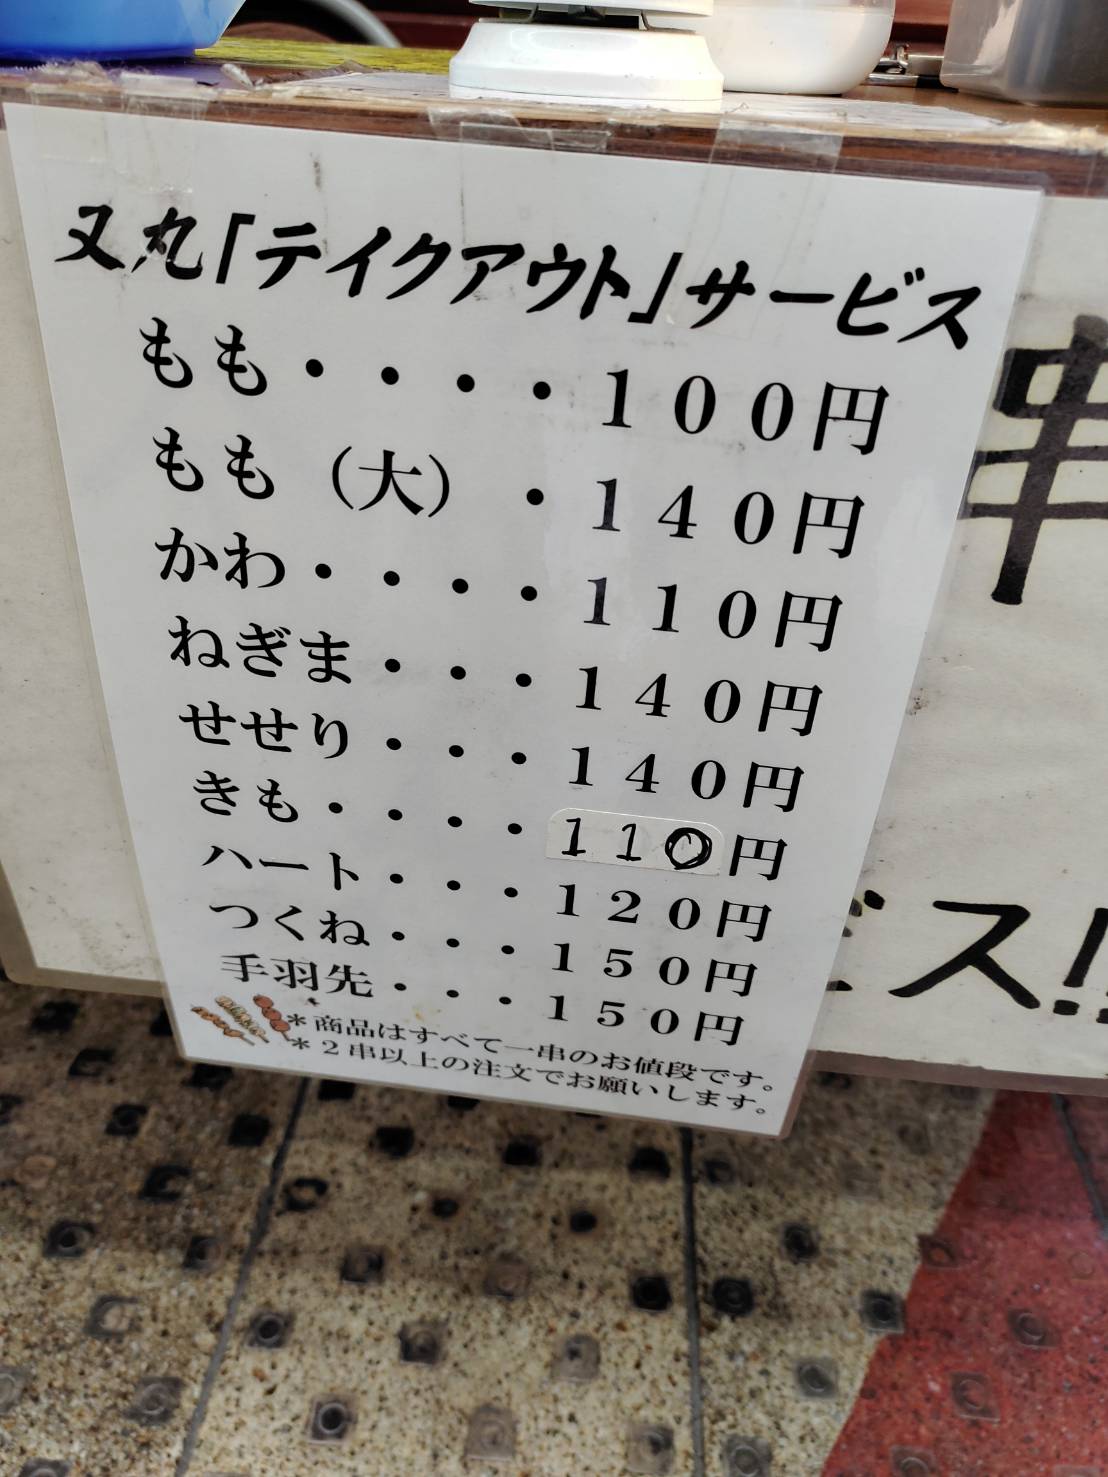 又丸「テイクアウト」サービス
もも・・・・100円
もも（大）・140円
かわ・・・・110円
ねぎま・・・140円
せせり・・・140円
きも・・・・110円
ハート・・・120円
つくね・・・150円
手羽先・・・150円
＊商品はすべて一串のお値段です。
＊2串以上の注文でお願いします。
串
ビス!!